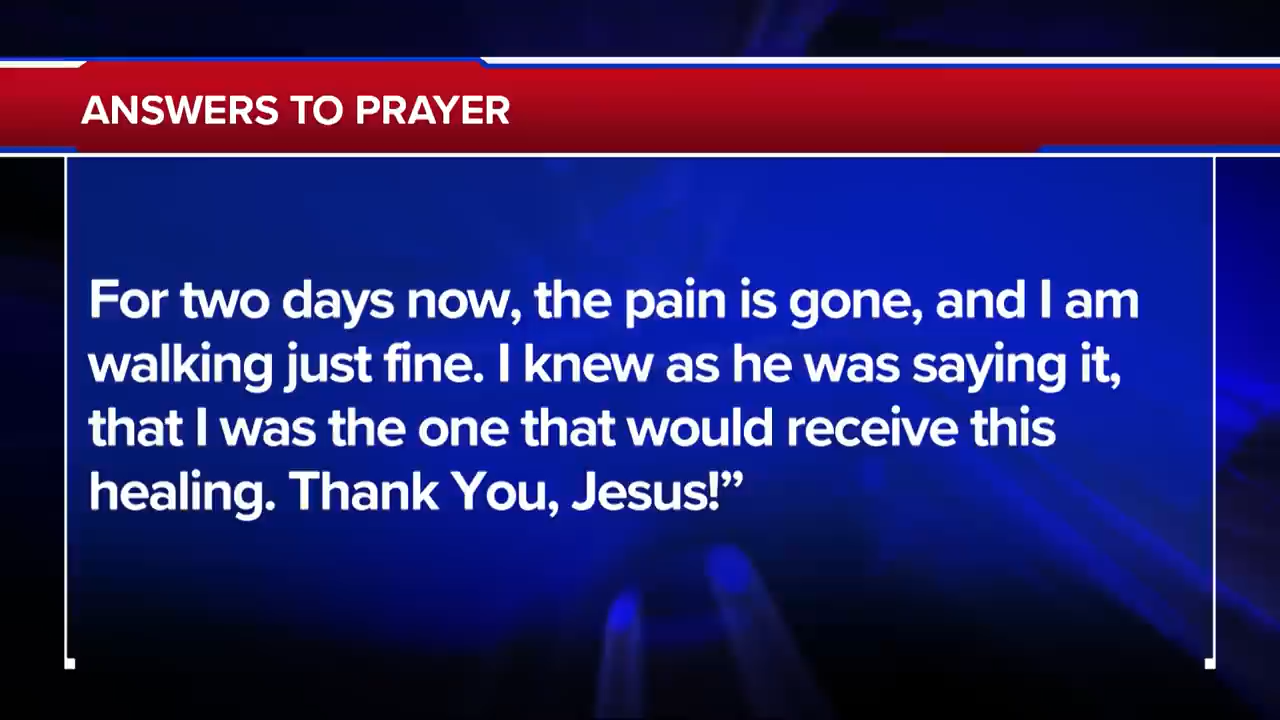 ANSWERS TO PRAYER
For two days now, the pain is gone, and I am
walking just fine. I knew as he was saying it,
that I was the one that would receive this
healing. Thank You, Jesus!”